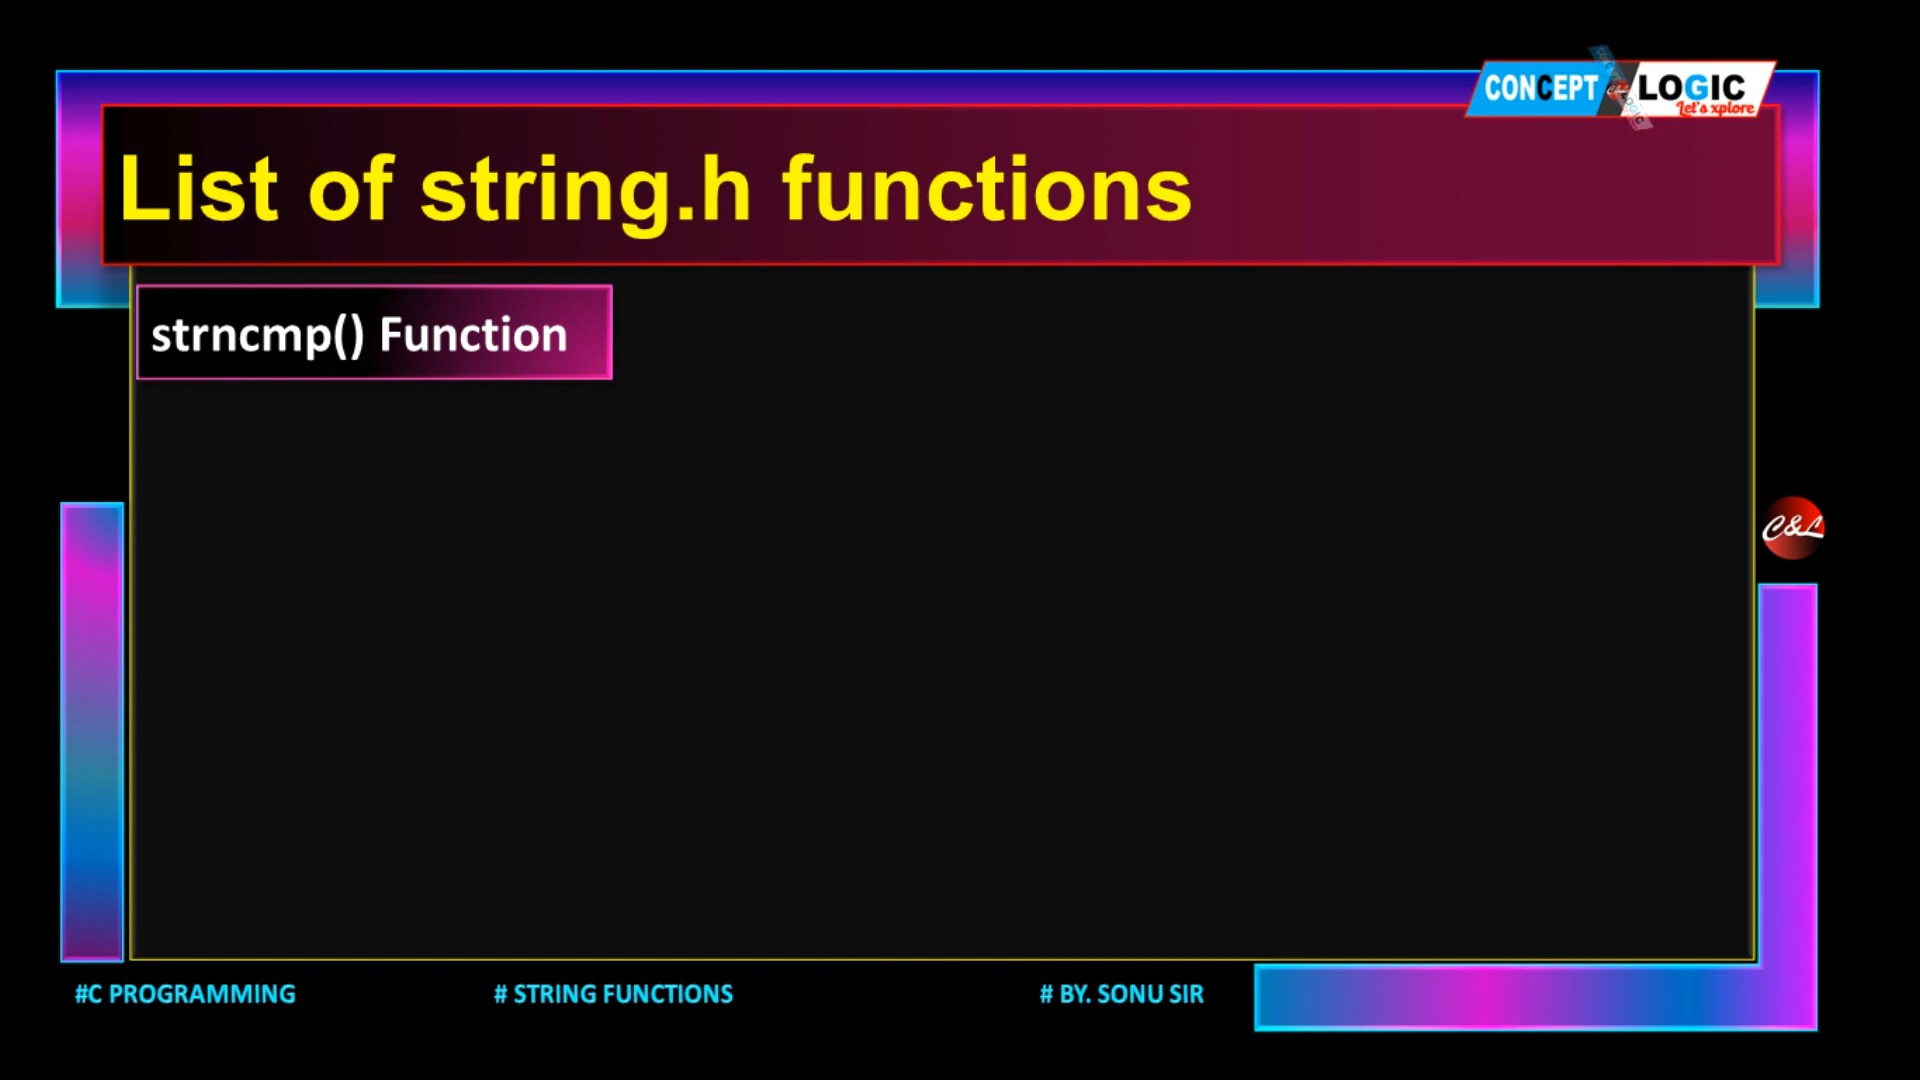 CONCEPT LOGIC
Let's xplore
List of string.h functions
strncmp() Function
C&L
#C PROGRAMMING
# STRING FUNCTIONS
# BY. SONU SIR